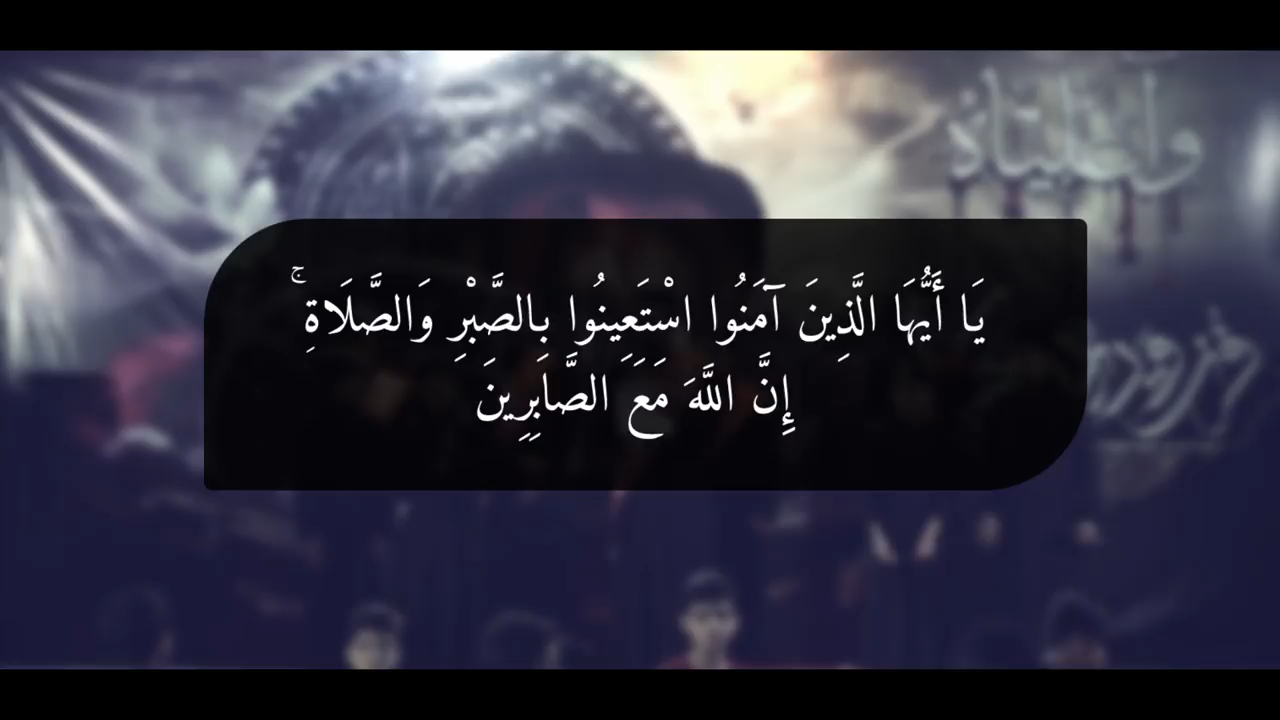 يَا أَيُّهَا الَّذِينَ آمَنُوا اسْتَعِينُوا بِالصَّبْرِ وَالصَّلَاةِ ۚ
إِنَّ اللَّهَ مَعَ الصَّابِرِينَ